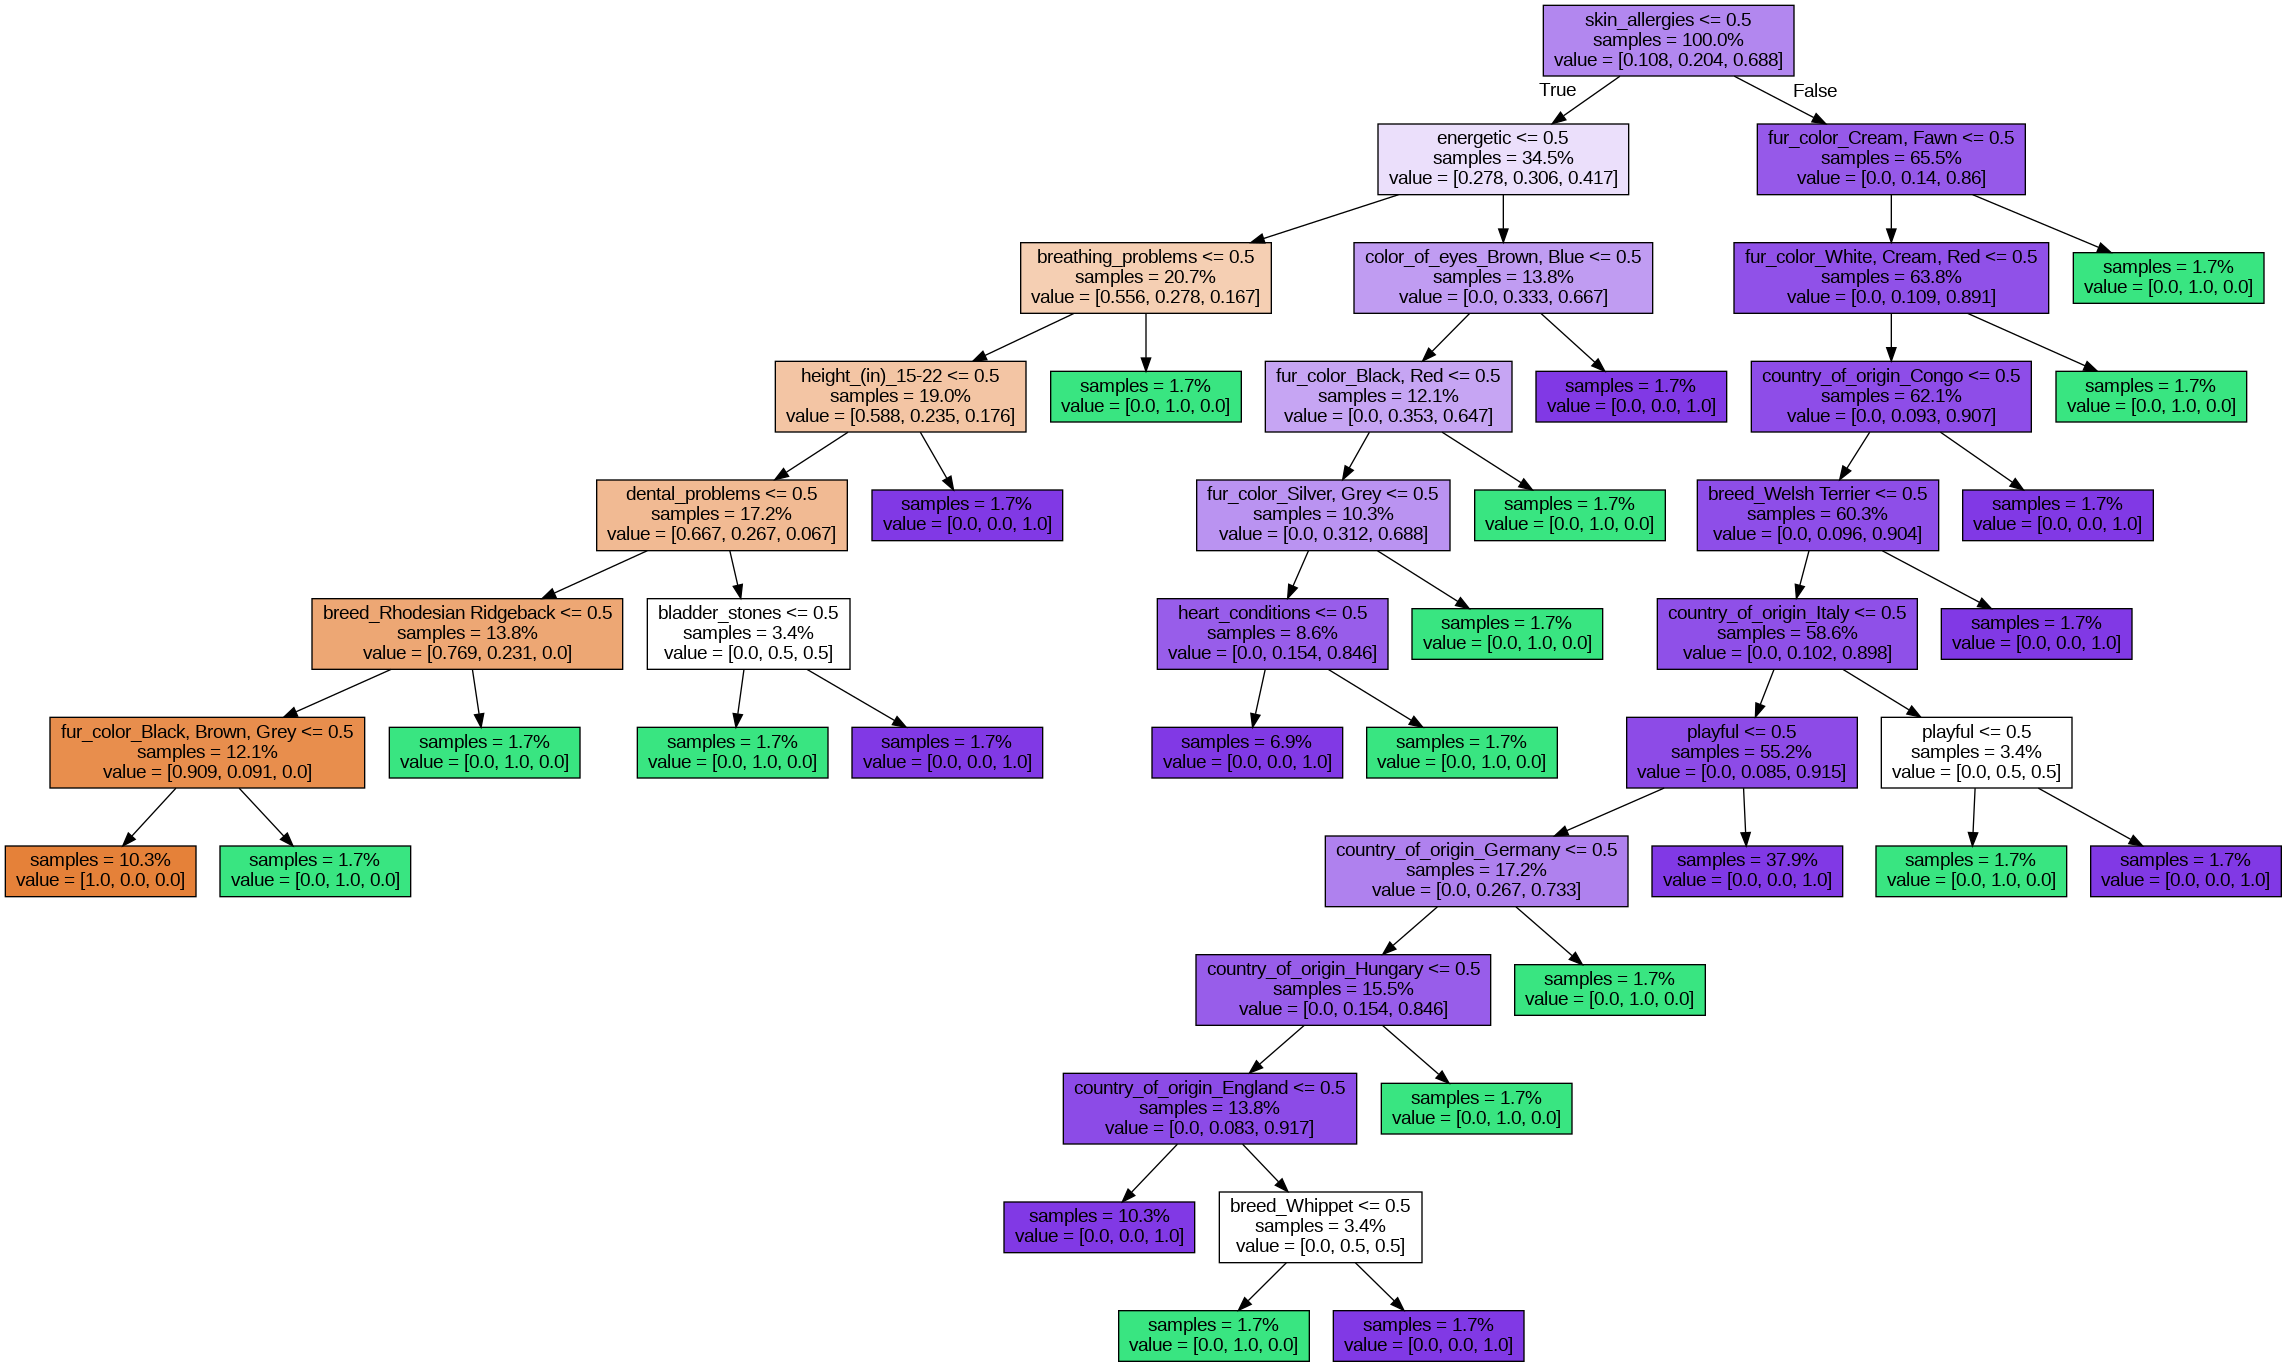 skin_allergies <= 0.5
samples = 100.0%
value = [0.108, 0.204, 0.688]
True
False
energetic <= 0.5
samples = 34.5%
value = [0.278, 0.306, 0.417]
fur_color_Cream, Fawn <= 0.5
samples = 65.5%
value = [0.0, 0.14, 0.86]
breathing_problems <= 0.5
samples = 20.7%
value = [0.556, 0.278, 0.167]
color_of_eyes_Brown, Blue <= 0.5
samples = 13.8%
value = [0.0, 0.333, 0.667]
fur_color_White, Cream, Red <= 0.5
samples = 63.8%
value = [0.0, 0.109, 0.891]
samples = 1.7%
value = [0.0, 1.0, 0.0]
height_(in)_15-22 <= 0.5
samples = 19.0%
value = [0.588, 0.235, 0.176]
samples = 1.7%
value = [0.0, 1.0, 0.0]
fur_color_Black, Red <= 0.5
samples = 12.1%
value = [0.0, 0.353, 0.647]
samples = 1.7%
value = [0.0, 0.0, 1.0]
country_of_origin_Congo <= 0.5
samples = 62.1%
value = [0.0, 0.093, 0.907]
samples = 1.7%
value = [0.0, 1.0, 0.0]
dental_problems <= 0.5
samples = 17.2%
value = [0.667, 0.267, 0.067]
samples = 1.7%
value = [0.0, 0.0, 1.0]
fur_color_Silver, Grey <= 0.5
samples = 10.3%
value = [0.0, 0.312, 0.688]
samples = 1.7%
value = [0.0, 1.0, 0.0]
breed_Welsh Terrier <= 0.5
samples = 60.3%
value = [0.0, 0.096, 0.904]
samples = 1.7%
value = [0.0, 0.0, 1.0]
breed_Rhodesian Ridgeback <= 0.5
samples = 13.8%
value = [0.769, 0.231, 0.0]
bladder_stones <= 0.5
samples = 3.4%
value = [0.0, 0.5, 0.5]
heart_conditions <= 0.5
samples = 8.6%
value = [0.0, 0.154, 0.846]
samples = 1.7%
value = [0.0, 1.0, 0.0]
country_of_origin_Italy <= 0.5
samples = 58.6%
value = [0.0, 0.102, 0.898]
samples = 1.7%
value = [0.0, 0.0, 1.0]
fur_color_Black, Brown, Grey <= 0.5
samples = 12.1%
value = [0.909, 0.091, 0.0]
samples = 1.7%
value = [0.0, 1.0, 0.0]
samples = 1.7%
value = [0.0, 1.0, 0.0]
samples = 1.7%
value = [0.0, 0.0, 1.0]
samples = 6.9%
value = [0.0, 0.0, 1.0]
samples = 1.7%
value = [0.0, 1.0, 0.0]
playful <= 0.5
samples = 55.2%
value = [0.0, 0.085, 0.915]
playful <= 0.5
samples = 3.4%
value = [0.0, 0.5, 0.5]
samples = 10.3%
value = [1.0, 0.0, 0.0]
samples = 1.7%
value = [0.0, 1.0, 0.0]
country_of_origin_Germany <= 0.5
samples = 17.2%
value = [0.0, 0.267, 0.733]
samples = 37.9%
value = [0.0, 0.0, 1.0]
samples = 1.7%
value = [0.0, 1.0, 0.0]
samples = 1.7%
value = [0.0, 0.0, 1.0]
country_of_origin_Hungary <= 0.5
samples = 15.5%
value = [0.0, 0.154, 0.846]
samples = 1.7%
value = [0.0, 1.0, 0.0]
country_of_origin_England <= 0.5
samples = 13.8%
value = [0.0, 0.083, 0.917]
samples = 1.7%
value = [0.0, 1.0, 0.0]
samples = 10.3%
value = [0.0, 0.0, 1.0]
breed_Whippet <= 0.5
samples = 3.4%
value = [0.0, 0.5, 0.5]
samples = 1.7%
value = [0.0, 1.0, 0.0]
samples = 1.7%
value = [0.0, 0.0, 1.0]